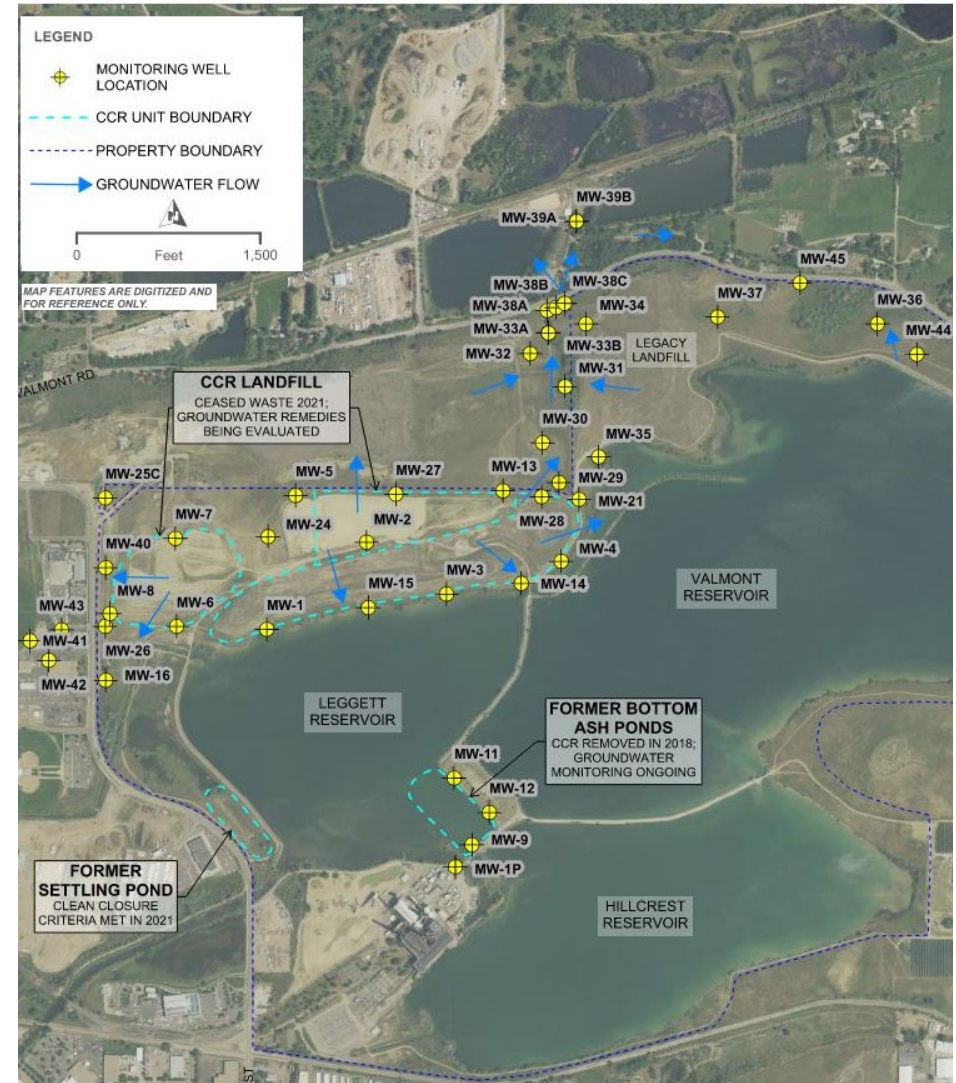 LEGEND
MONITORING WELL
LOCATION
CCR UNIT BOUNDARY
PROPERTY BOUNDARY
GROUNDWATER FLOW
0
Feet
1,500
MAP FEATURES ARE DIGITIZED AND
FOR REFERENCE ONLY.
MW-39B
MW-39A
MW-45
MW-38B
MW-38C
MW-37
MW-36
MW-38A
MW-34
MW-44
MW-33A
MW-33B
LEGACY
LANDFILL
MW-32
VALMONT RD
MW-31
CCR LANDFILL
CEASED WASTE 2021;
GROUNDWATER REMEDIES
BEING EVALUATED
MW-30
MW-35
MW-25C
MW-5
MW-27
MW-13
MW-29
MW-21
MW-7
MW-24
MW-2
MW-28
MW-40
MW-4
MW-8
MW-15
MW-3
MW-14
VALMONT
RESERVOIR
MW-43
MW-6
MW-1
MW-41
MW-26
MW-42
MW-16
LEGGETT
RESERVOIR
FORMER BOTTOM
ASH PONDS
CCR REMOVED IN 2018;
GROUNDWATER
MONITORING ONGOING
MW-11
MW-12
MW-9
MW-1P
FORMER
SETTLING POND
CLEAN CLOSURE
CRITERIA MET IN 2021
HILLCREST
RESERVOIR
ST